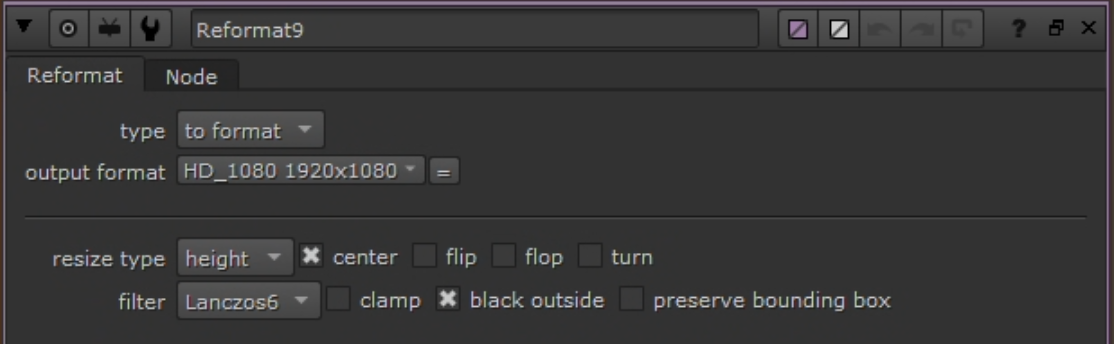 Reformat9 ?
Reformat Node
type to format
output format HD_1080 1920x1080 =
resize type height center flip flop turn
filter Lanczos6 clamp black outside preserve bounding box